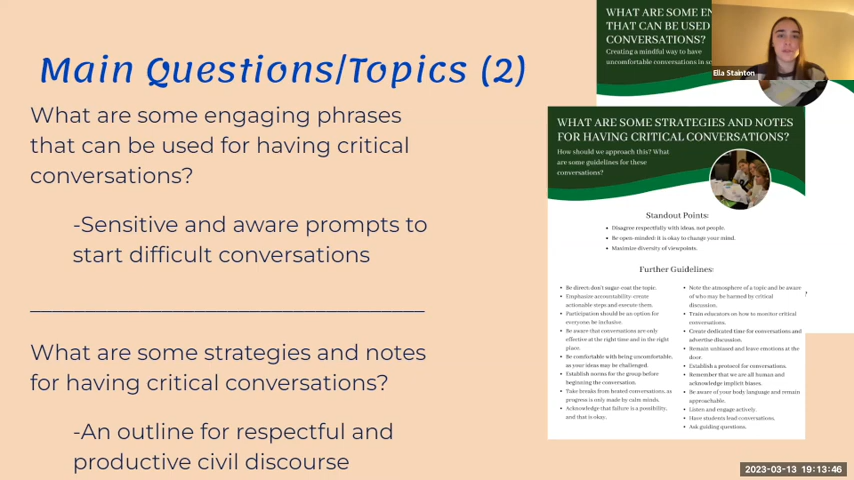 Main Questions/Topics (2)
What are some engaging phrases
that can be used for having critical
conversations?
-Sensitive and aware prompts to
start difficult conversations
What are some strategies and notes
for having critical conversations?
-An outline for respectful and
productive civil discourse
WHAT ARE SOME EN
THAT CAN BE USED
CONVERSATIONS?
Creating a mindful way to have
uncomfortable conversations in sc
Ella Stainton
WHAT ARE SOME STRATEGIES AND NOTES
FOR HAVING CRITICAL CONVERSATIONS?
How should we approach this? What
are some guidelines for these
conversations?
Standout Points:
• Disagree respectfully with ideas, not people.
• Be open-minded: it is okay to change your mind.
• Maximize diversity of viewpoints.
Further Guidelines:
• Be direct: don't sugar-coat the topic.
• Emphasize accountability: create
actionable steps and execute them.
• Participation should be an option for
everyone, be inclusive.
• Be aware that conversations are only
effective at the right time and in the right
place.
• Be comfortable with being uncomfortable,
as your ideas may be challenged.
• Establish norms for the group before
beginning the conversation.
• Take breaks from heated conversations, as
progress is only made by calm minds.
• Acknowledge that failure is a possibility,
and that is okay.
• Note the atmosphere of a topic and be aware
of who may be harmed by critical
discussion.
• Train educators on how to monitor critical
conversations.
• Create dedicated time for conversations and
advertise discussion.
• Remain unbiased and leave emotions at the
door.
• Establish a protocol for conversations.
• Remember that we are all human and
acknowledge implicit biases.
• Be aware of your body language and remain
approachable.
• Listen and engage actively.
• Have students lead conversations.
• Ask guiding questions.
?
2023-03-13 19:13:46